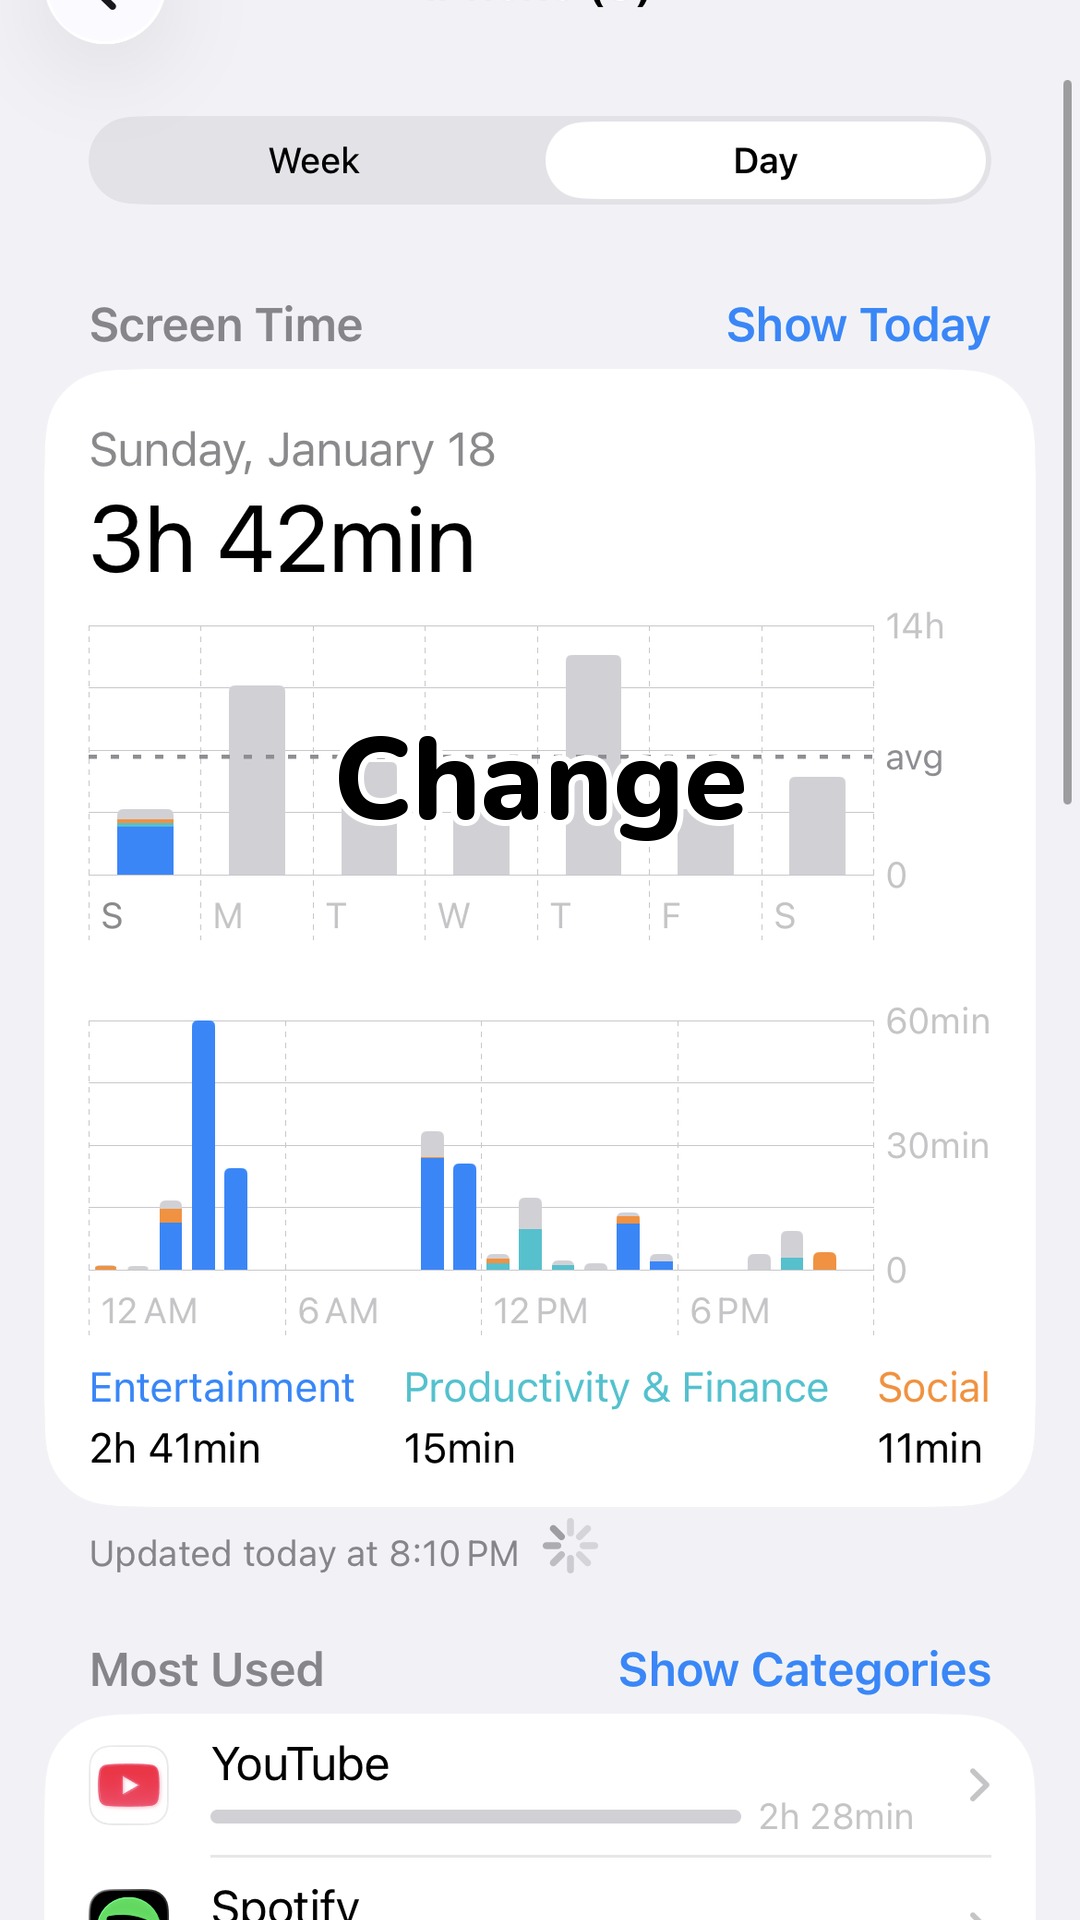 Week Day
Screen Time Show Today
Sunday, January 18
3h 42min
14h
avg
Change
0
S M T W T F S
60min
30min
0
12 AM 6 AM 12 PM 6 PM
Entertainment Productivity & Finance Social
2h 41min 15min 11min
Updated today at 8:10 PM
Most Used Show Categories
YouTube
2h 28min
Spotify